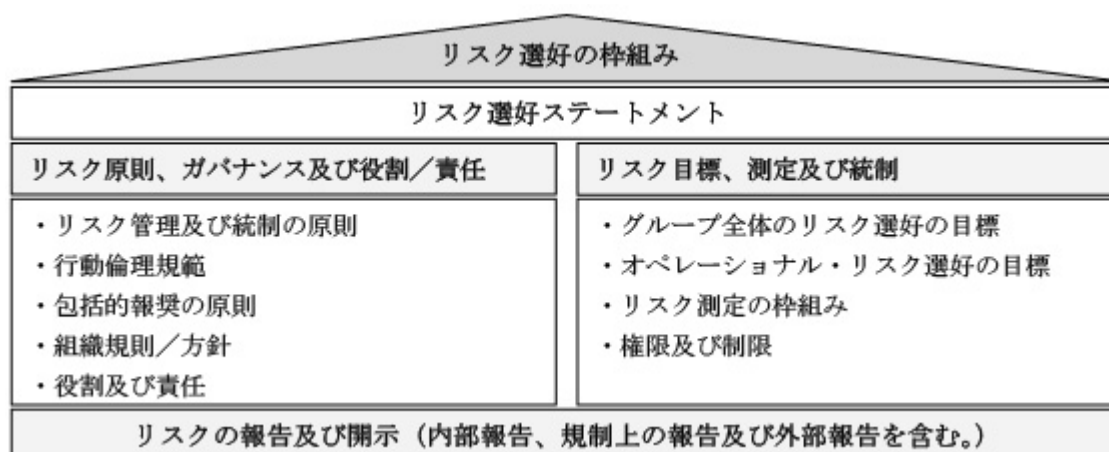 リスク選好の枠組み
リスク選好ステートメント
リスク原則、ガバナンス及び役割／責任
・リスク管理及び統制の原則
・行動倫理規範
・包括的報奨の原則
・組織規則／方針
・役割及び責任
リスク目標、測定及び統制
・グループ全体のリスク選好の目標
・オペレーショナル・リスク選好の目標
・リスク測定の枠組み
・権限及び制限
リスクの報告及び開示（内部報告、規制上の報告及び外部報告を含む。）